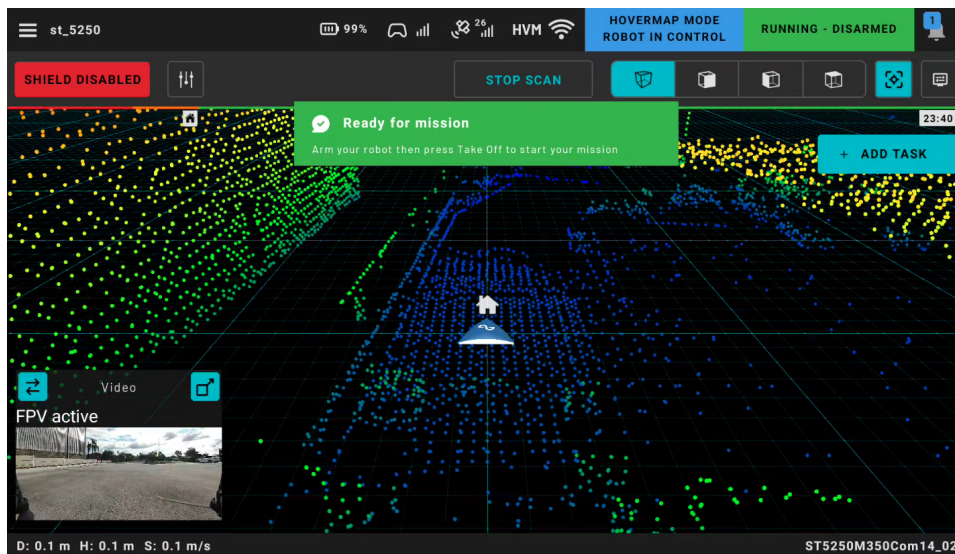 st_5250
99%
26
HVM
HOVERMAP MODE
ROBOT IN CONTROL
RUNNING - DISARMED
1
SHIELD DISABLED
STOP SCAN
Ready for mission
Arm your robot then press Take Off to start your mission
23:40
+ ADD TASK
Video
FPV active
D: 0.1 m H: 0.1 m S: 0.1 m/s
ST5250M350Com14_02